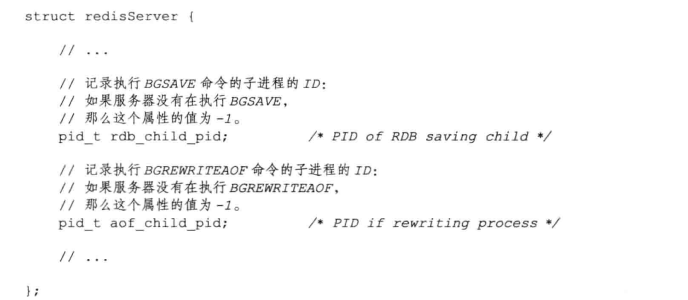 struct redisServer {
// ...
// 记录执行 BGSAVE 命令的子进程的 ID:
// 如果服务器没有在执行 BGSAVE,
// 那么这个属性的值为 -1。
pid_t rdb_child_pid; /* PID of RDB saving child */
// 记录执行 BGREWRITEAOF 命令的子进程的 ID:
// 如果服务器没有在执行 BGREWRITEAOF,
// 那么这个属性的值为 -1。
pid_t aof_child_pid; /* PID if rewriting process */
// ...
};